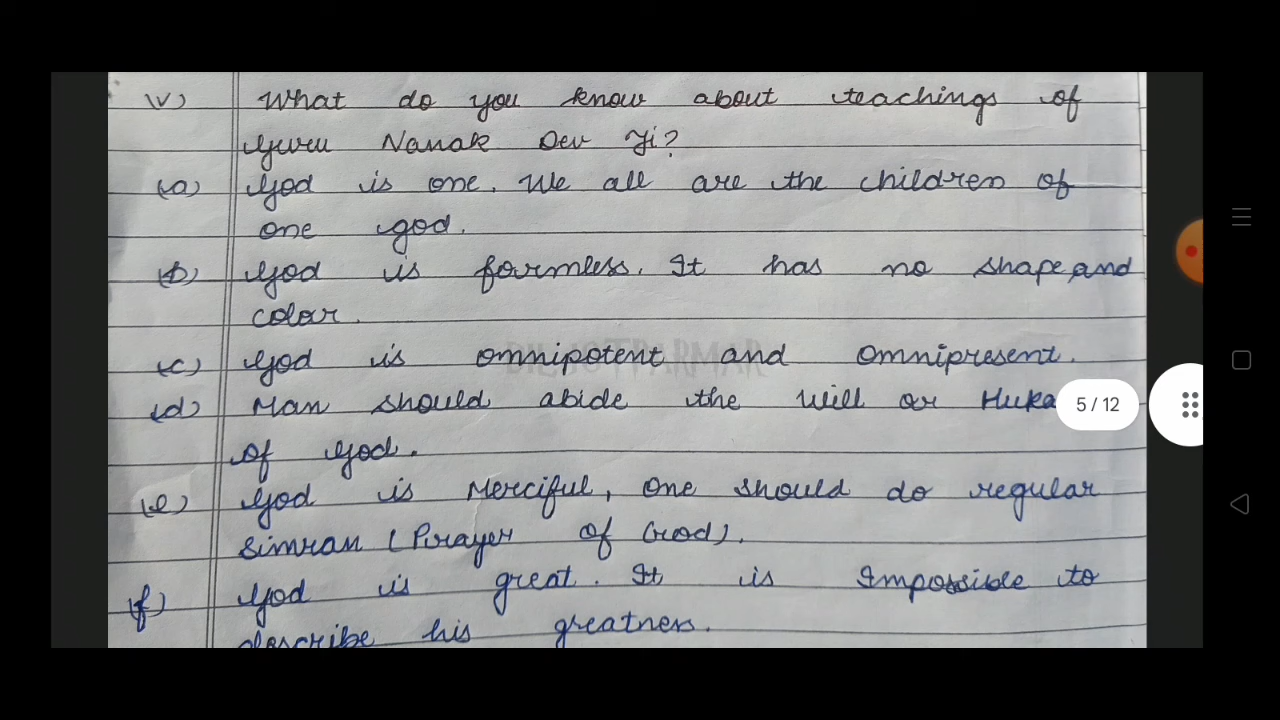 (v) What do you know about teachings of
Guru Nanak Dev Ji?
(a) God is one. We all are the children of
one god.
(b) God is formless. It has no shape and
colour.
DILJOTPARMAR
(c) God is omnipotent and omnipresent.
(d) Man should abide the will or Huka
5/12
of God.
(e) God is Merciful, One should do regular
Simran (Prayer of God).
(f) God is great. It is Impossible to
describe his greatness.